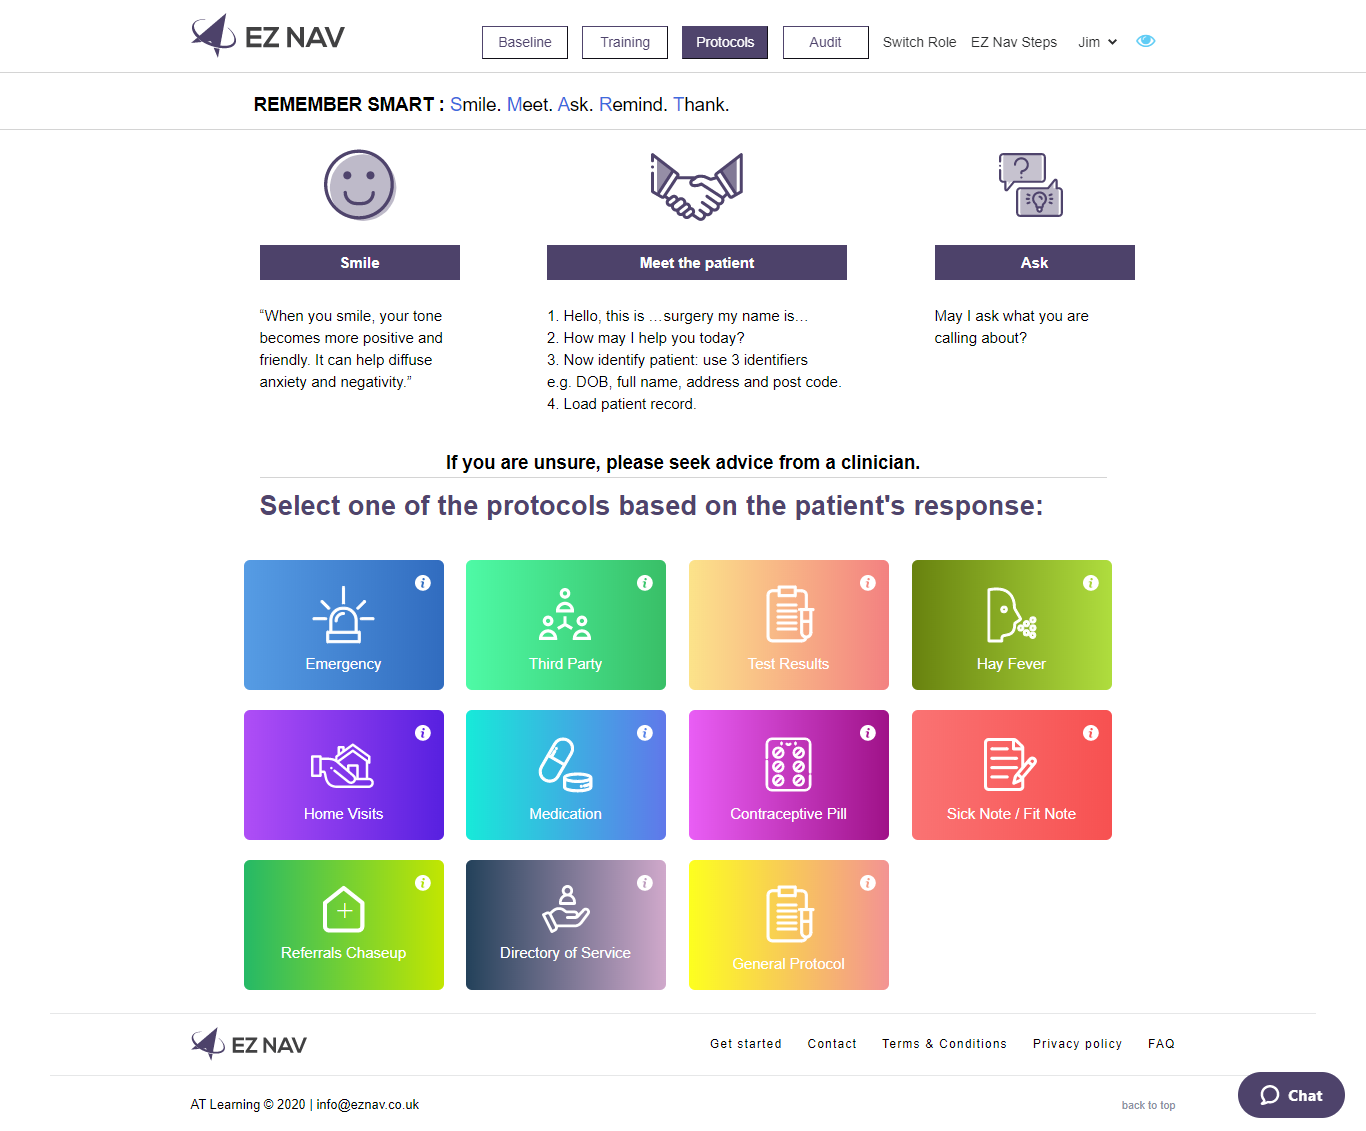 EZ NAV
Baseline
Training
Protocols
Audit
Switch Role
EZ Nav Steps
Jim
REMEMBER SMART : Smile. Meet. Ask. Remind. Thank.
?
Smile
Meet the patient
Ask
“When you smile, your tone
becomes more positive and
friendly. It can help diffuse
anxiety and negativity.”
1. Hello, this is …surgery my name is…
2. How may I help you today?
3. Now identify patient: use 3 identifiers
e.g. DOB, full name, address and post code.
4. Load patient record.
May I ask what you are
calling about?
If you are unsure, please seek advice from a clinician.
Select one of the protocols based on the patient's response:
i
Emergency
i
Third Party
i
Test Results
i
Hay Fever
i
Home Visits
i
Medication
i
Contraceptive Pill
i
Sick Note / Fit Note
i
Referrals Chaseup
i
Directory of Service
i
General Protocol
EZ NAV
Get started
Contact
Terms & Conditions
Privacy policy
FAQ
AT Learning © 2020 | info@eznav.co.uk
back to top
Chat